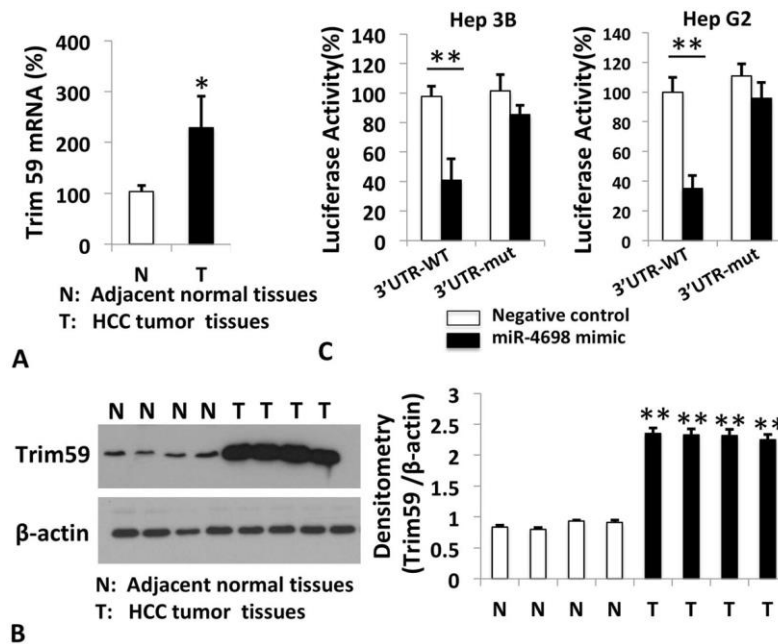 Trim 59 mRNA (%)
400
300
200
100
0
*
N T
N: Adjacent normal tissues
T: HCC tumor tissues
A
Hep 3B
Luciferase Activity(%)
140
120
100
80
60
40
20
0
**
3'UTR-WT 3'UTR-mut
Hep G2
Luciferase Activity(%)
140
120
100
80
60
40
120
0
**
3'UTR-WT 3'UTR-mut
Negative control
miR-4698 mimic
C
N N N N T T T T
Trim59
β-actin
N: Adjacent normal tissues
T: HCC tumor tissues
B
Densitometry
(Trim59 /β-actin)
3
2.5
2
1.5
1
0.5
0
** ** ** **
N N N N T T T T